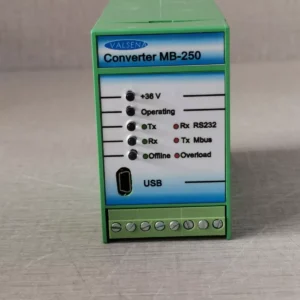 VALSEN
Converter MB-250
+36 V
Operating
Tx Rx RS232
Rx Tx Mbus
Offline Overload
USB